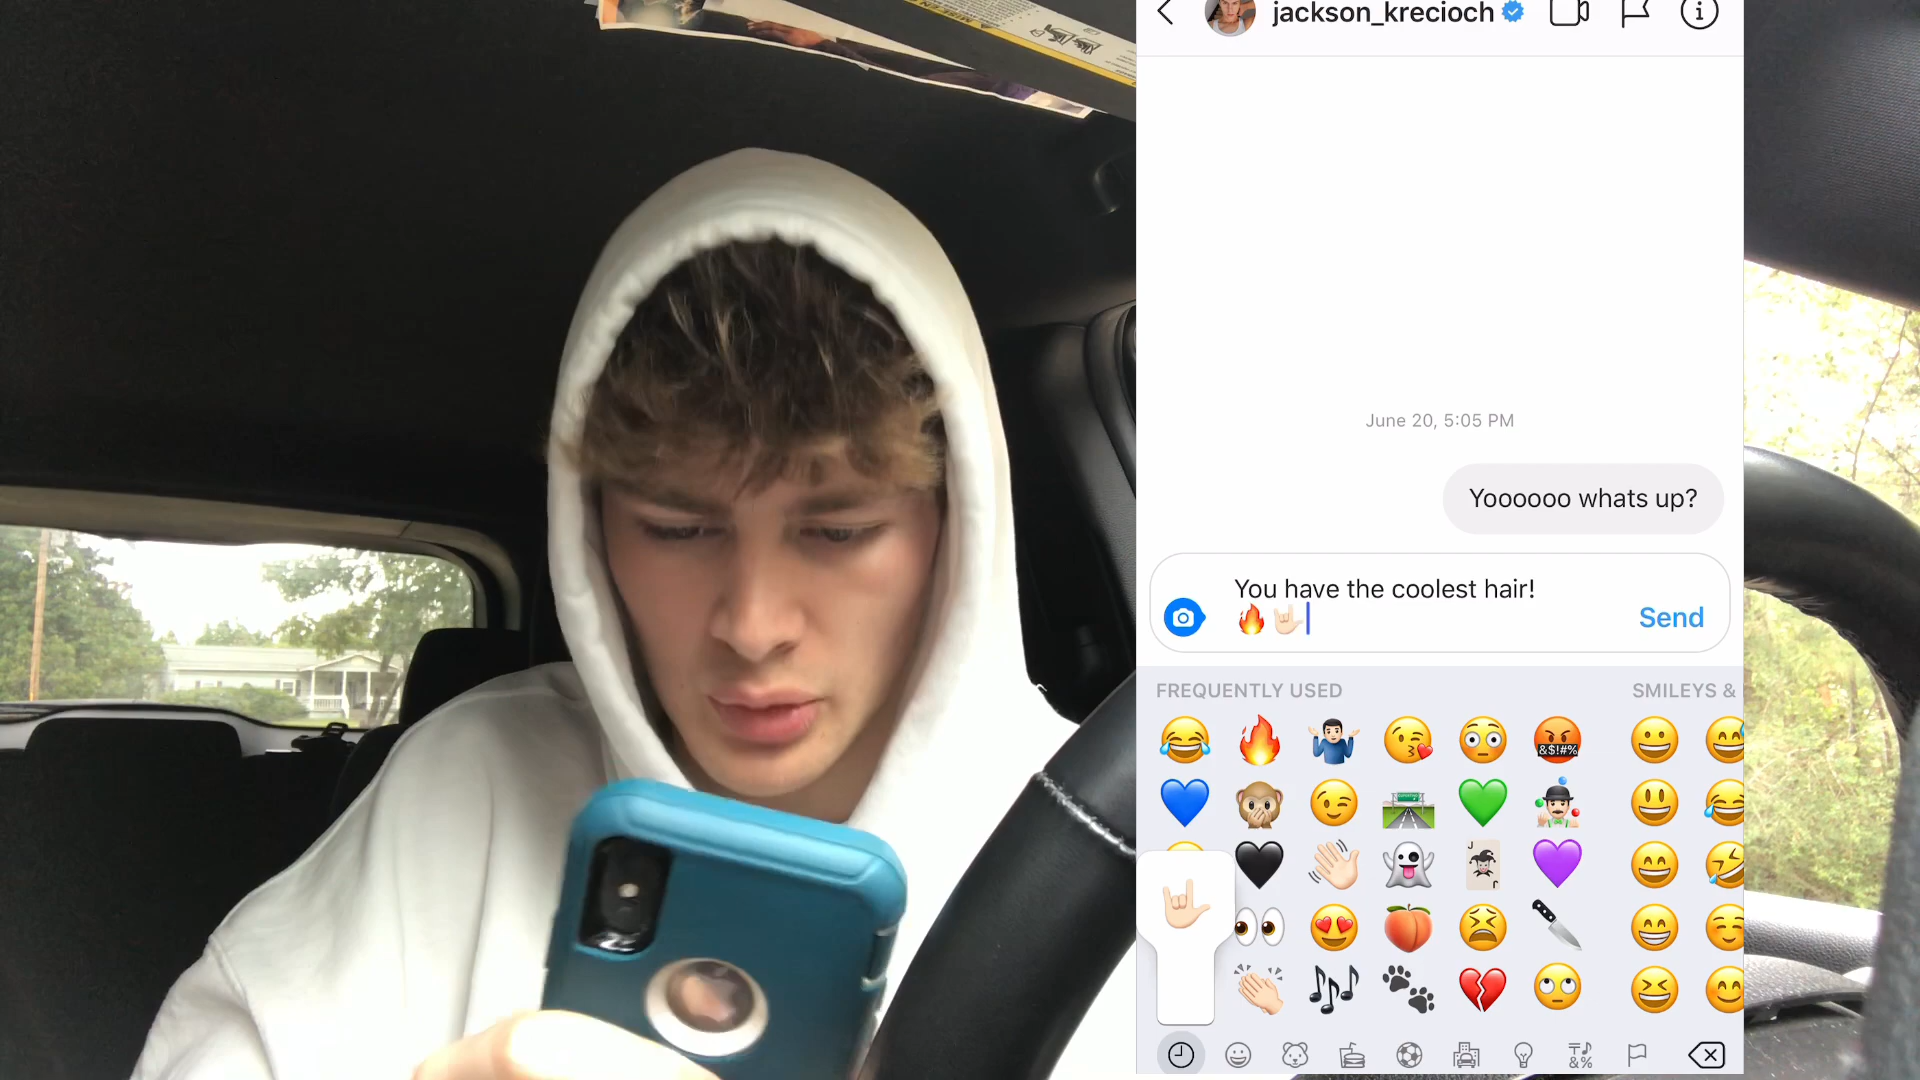 jackson_krecioch
June 20, 5:05 PM
Yoooooo whats up?
You have the coolest hair!
Send
FREQUENTLY USED
SMILEYS &
&$!#%
J
J